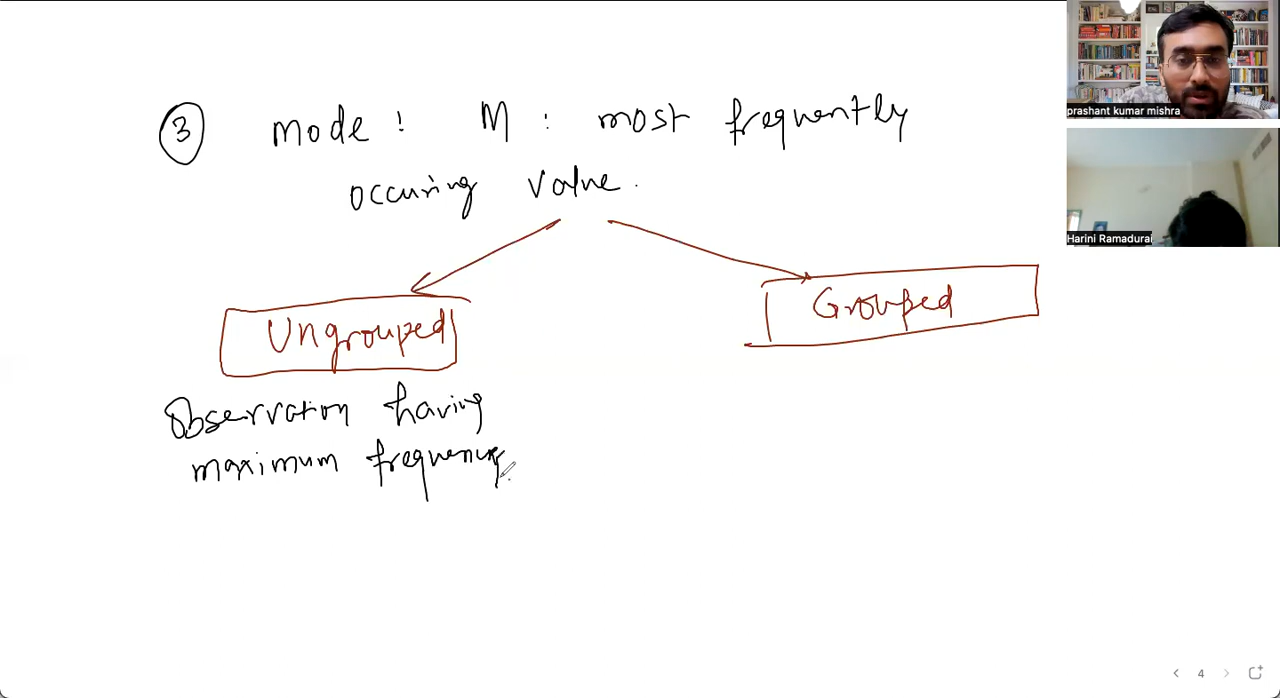 ③ mode : M : most frequently
occuring value.
Ungrouped
Grouped
Observation having
maximum frequency
prashant kumar mishra
Harini Ramadurai
4